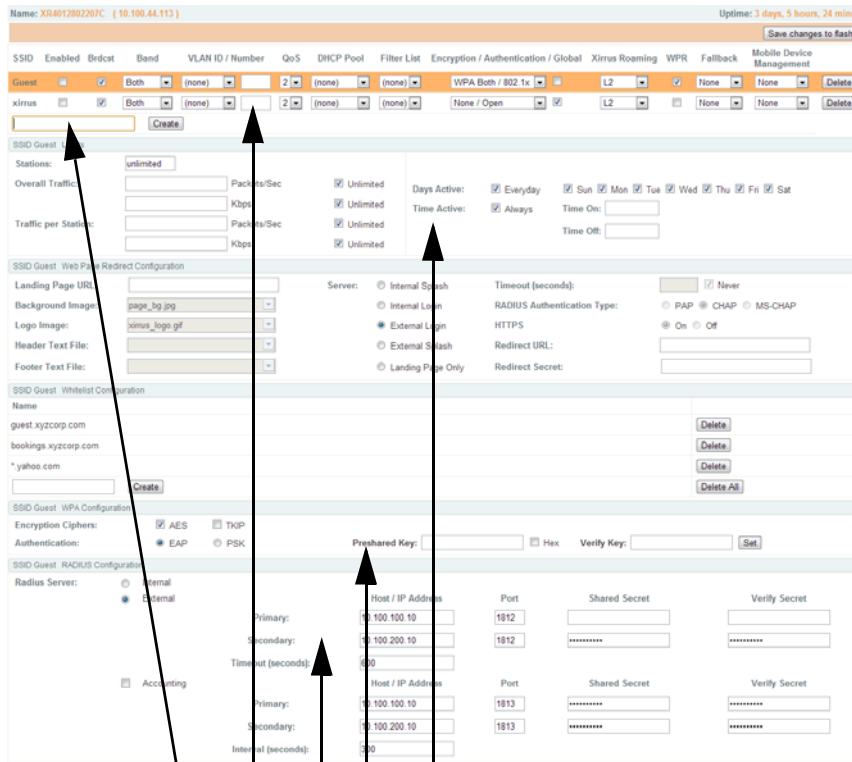 Name: XR4012802207C ( 10.100.44.113 ) Uptime: 3 days, 5 hours, 24 min
Save changes to flash
SSID Enabled Brdcst Band VLAN ID / Number QoS DHCP Pool Filter List Encryption / Authentication / Global Xirrus Roaming WPR Fallback Mobile Device Management
Guest Both (none) 2 (none) (none) WPA Both / 802.1x L2 None None Delete
xirrus Both (none) 2 (none) (none) None / Open L2 None None Delete
Create
SSID Guest
Stations: unlimited
Overall Traffic: Packets/Sec Unlimited Days Active: Everyday Sun Mon Tue Wed Thu Fri Sat
Kbps Unlimited Time Active: Always Time On:
Traffic per Station: Packets/Sec Unlimited Time Off:
Kbps Unlimited
SSID Guest Web Page Redirect Configuration
Landing Page URL Server: Internal Splash Timeout (seconds): Never
Background Image: page_bg.jpg Internal Login RADIUS Authentication Type: PAP CHAP MS-CHAP
Logo Image: xirrus_logo.gif External Login HTTPS On Off
Header Text File: External Splash Redirect URL:
Footer Text File: Landing Page Only Redirect Secret:
SSID Guest Whitelist Configuration
Name
guest.xyzcorp.com Delete
bookings.xyzcorp.com Delete
*.yahoo.com Delete
Create Delete All
SSID Guest WPA Configuration
Encryption Ciphers: AES TKIP
Authentication: EAP PSK Preshared Key: Hex Verify Key: Set
SSID Guest RADIUS Configuration
Radius Server: Internal
External Host / IP Address Port Shared Secret Verify Secret
Primary: 10.100.100.10 1812
Secondary: 10.100.200.10 1812 •••••••••• ••••••••••
Timeout (seconds): 600
Accounting Host / IP Address Port Shared Secret Verify Secret
Primary: 10.100.100.10 1813 •••••••••• ••••••••••
Secondary: 10.100.200.10 1813 •••••••••• ••••••••••
Interval (seconds): 300